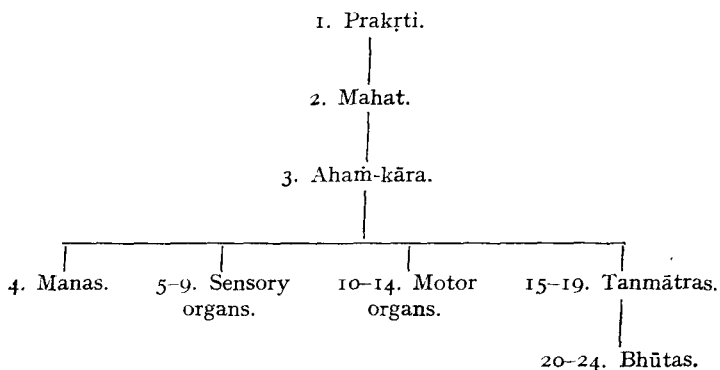 1. Prakṛti.
2. Mahat.
3. Ahaṁ-kāra.
4. Manas. 5–9. Sensory organs. 10–14. Motor organs. 15–19. Tanmātras.
20–24. Bhūtas.